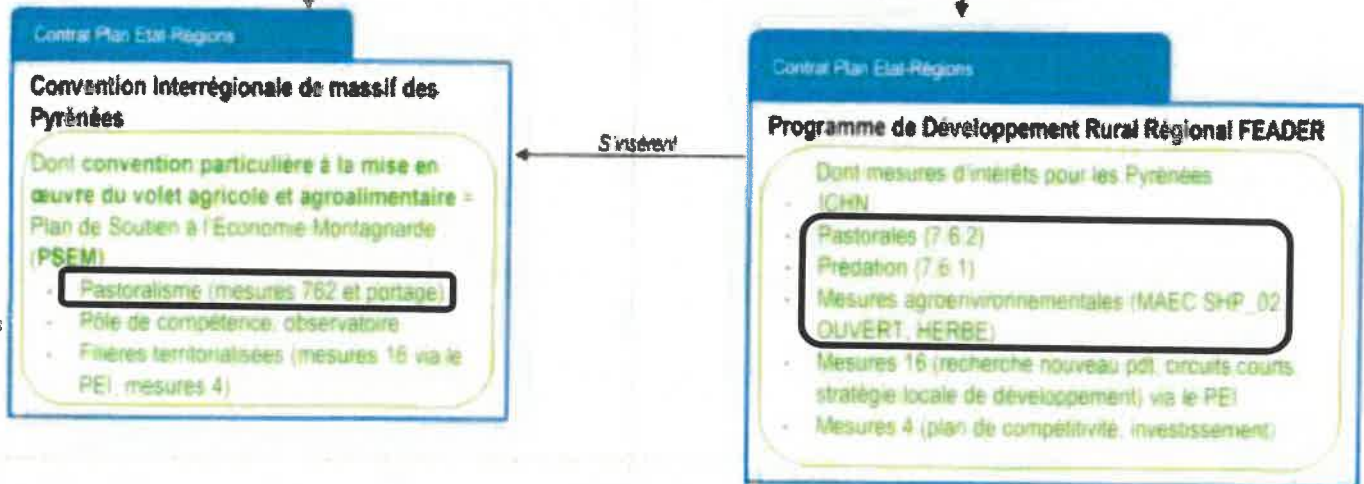 Contrat Plan Etat-Régions
Convention Interrégionale de massif des
Pyrénées
Dont convention particulière à la mise en
œuvre du volet agricole et agroalimentaire =
Plan de Soutien à l'Economie Montagnarde
(PSEM)
- Pastoralisme (mesures 762 et portage)
- Pôle de compétence, observatoire
- Filières territorialisées (mesures 16 via le
PEI, mesures 4)
s
S'insèrent
Contrat Plan Etat-Régions
Programme de Développement Rural Régional FEADER
Dont mesures d'intérêts pour les Pyrénées
- ICHN
- Pastorales (7.6.2)
- Prédation (7.6.1)
- Mesures agroenvironnementales (MAEC SHP_02,
OUVERT, HERBE)
- Mesures 16 (recherche nouveau pdt, circuits courts
stratégie locale de développement) via le PEI
- Mesures 4 (plan de compétitivité, investissement)